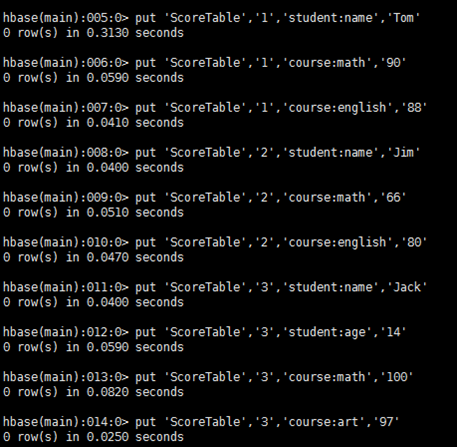 hbase(main):005:0> put 'ScoreTable','1','student:name','Tom'
0 row(s) in 0.3130 seconds
hbase(main):006:0> put 'ScoreTable','1','course:math','90'
0 row(s) in 0.0590 seconds
hbase(main):007:0> put 'ScoreTable','1','course:english','88'
0 row(s) in 0.0410 seconds
hbase(main):008:0> put 'ScoreTable','2','student:name','Jim'
0 row(s) in 0.0400 seconds
hbase(main):009:0> put 'ScoreTable','2','course:math','66'
0 row(s) in 0.0510 seconds
hbase(main):010:0> put 'ScoreTable','2','course:english','80'
0 row(s) in 0.0470 seconds
hbase(main):011:0> put 'ScoreTable','3','student:name','Jack'
0 row(s) in 0.0400 seconds
hbase(main):012:0> put 'ScoreTable','3','student:age','14'
0 row(s) in 0.0590 seconds
hbase(main):013:0> put 'ScoreTable','3','course:math','100'
0 row(s) in 0.0820 seconds
hbase(main):014:0> put 'ScoreTable','3','course:art','97'
0 row(s) in 0.0250 seconds